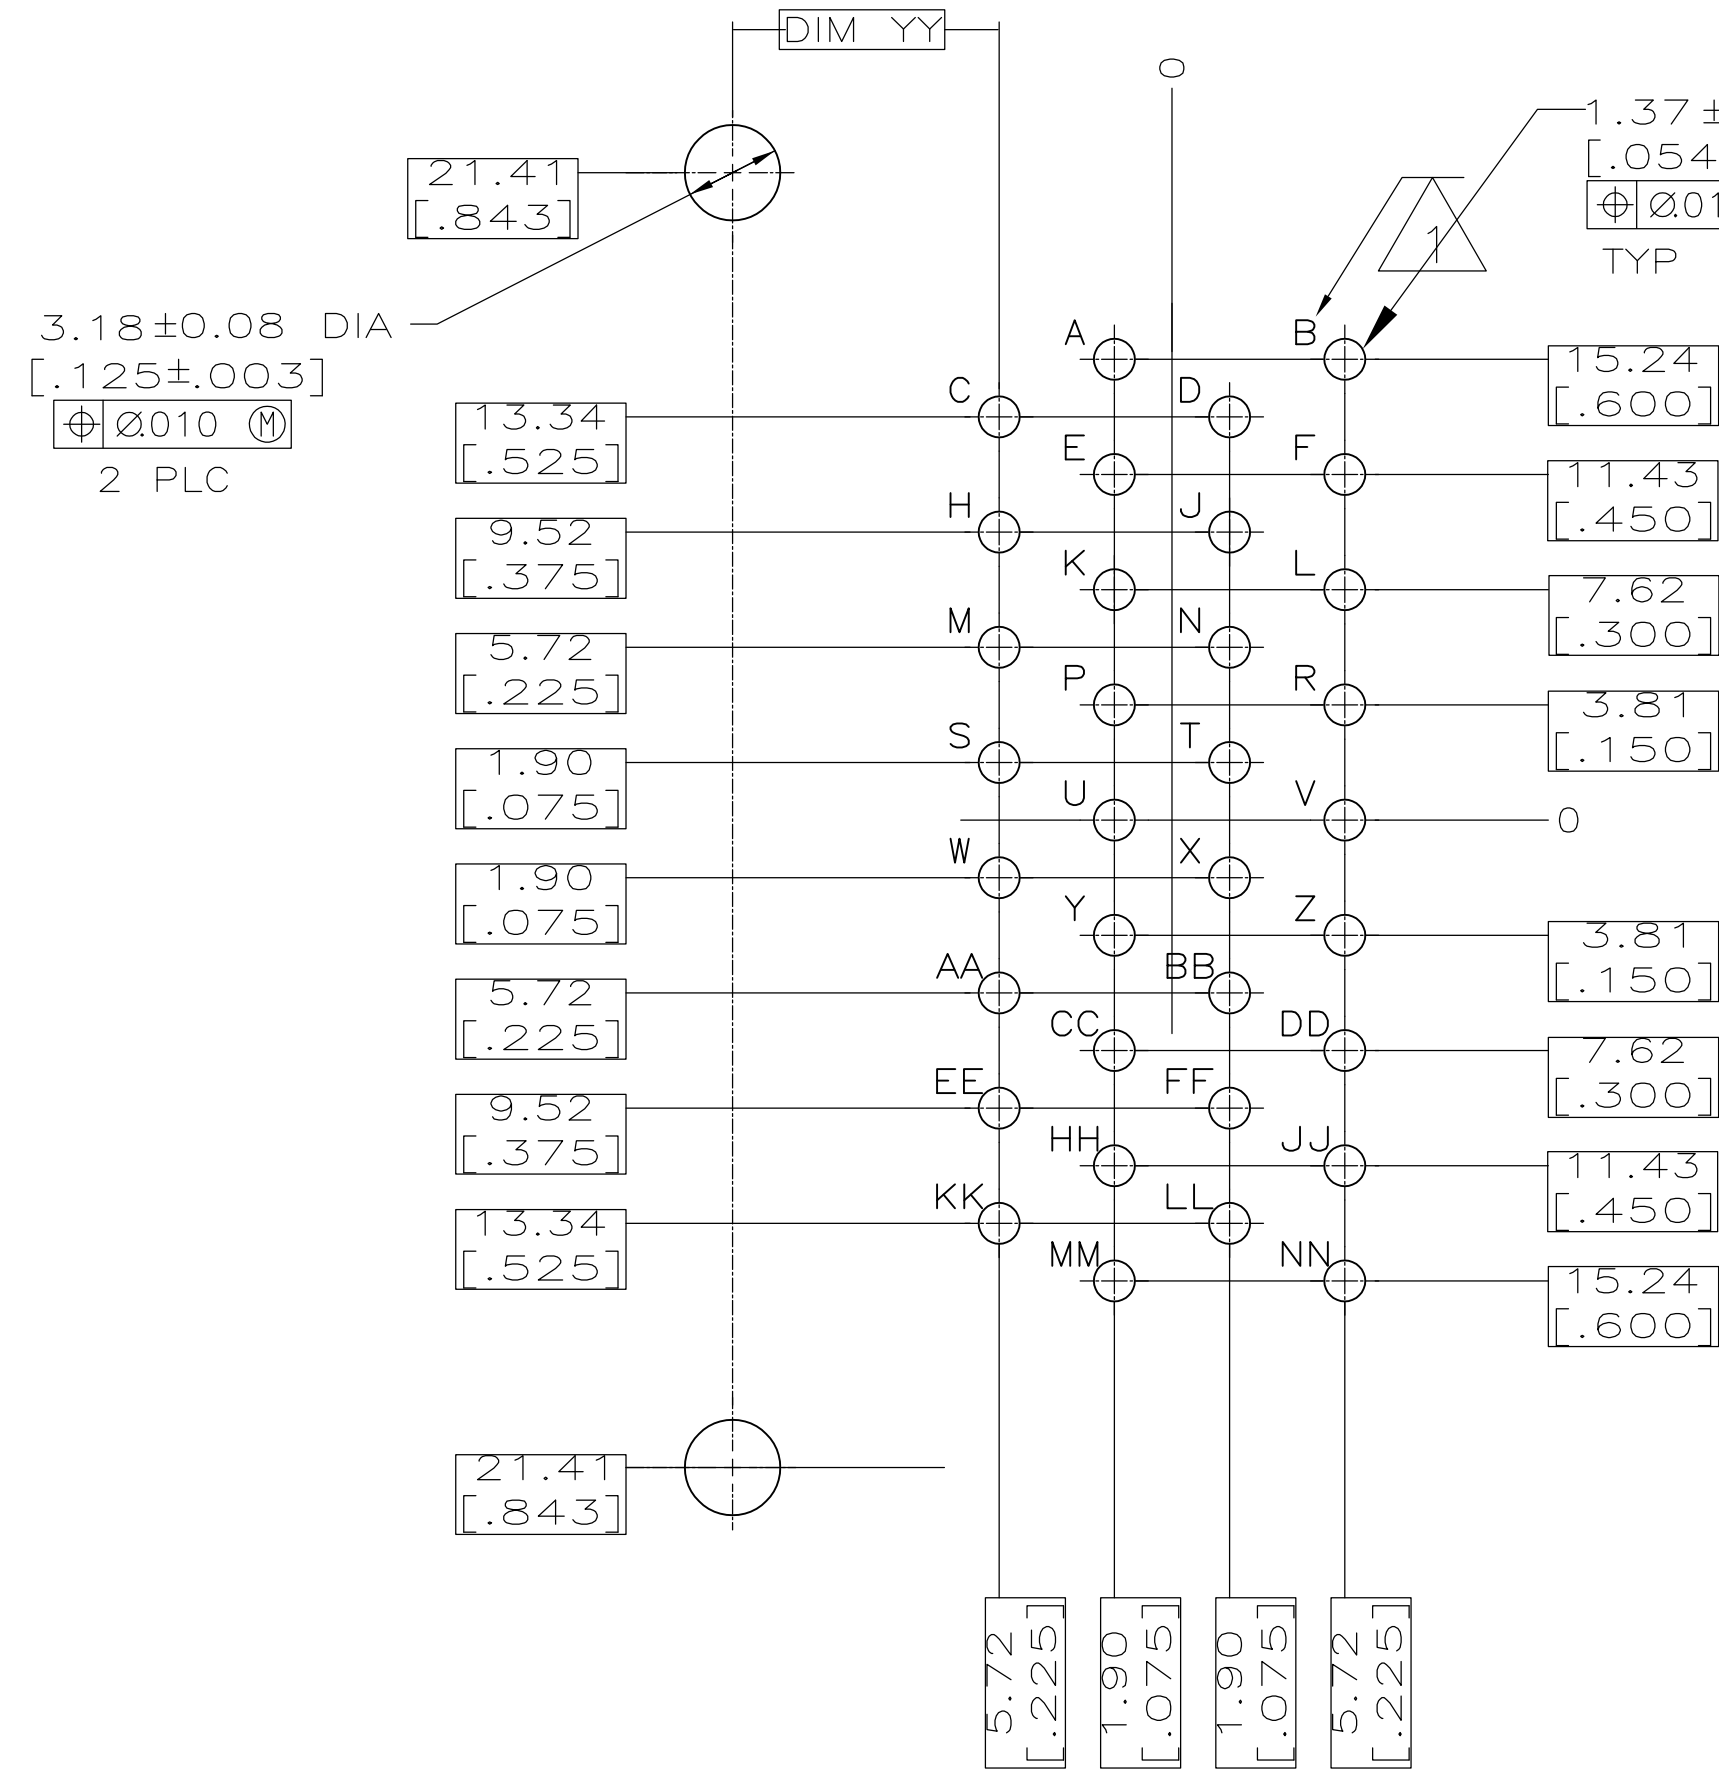 DIM YY
0
1.37±
[.054
⌖ Ø.01
TYP
1
21.41
[.843]
3.18±0.08 DIA
[.125±.003]
⌖ Ø.010 Ⓜ
2 PLC
A B
15.24
[.600]
C D
13.34
[.525]
E F
11.43
[.450]
H J
9.52
[.375]
K L
7.62
[.300]
M N
5.72
[.225]
P R
3.81
[.150]
S T
1.90
[.075]
U V
0
W X
1.90
[.075]
Y Z
3.81
[.150]
AA BB
5.72
[.225]
CC DD
7.62
[.300]
EE FF
9.52
[.375]
HH JJ
11.43
[.450]
KK LL
13.34
[.525]
MM NN
15.24
[.600]
21.41
[.843]
5.72
[.225]
1.90
[.075]
1.90
[.075]
5.72
[.225]